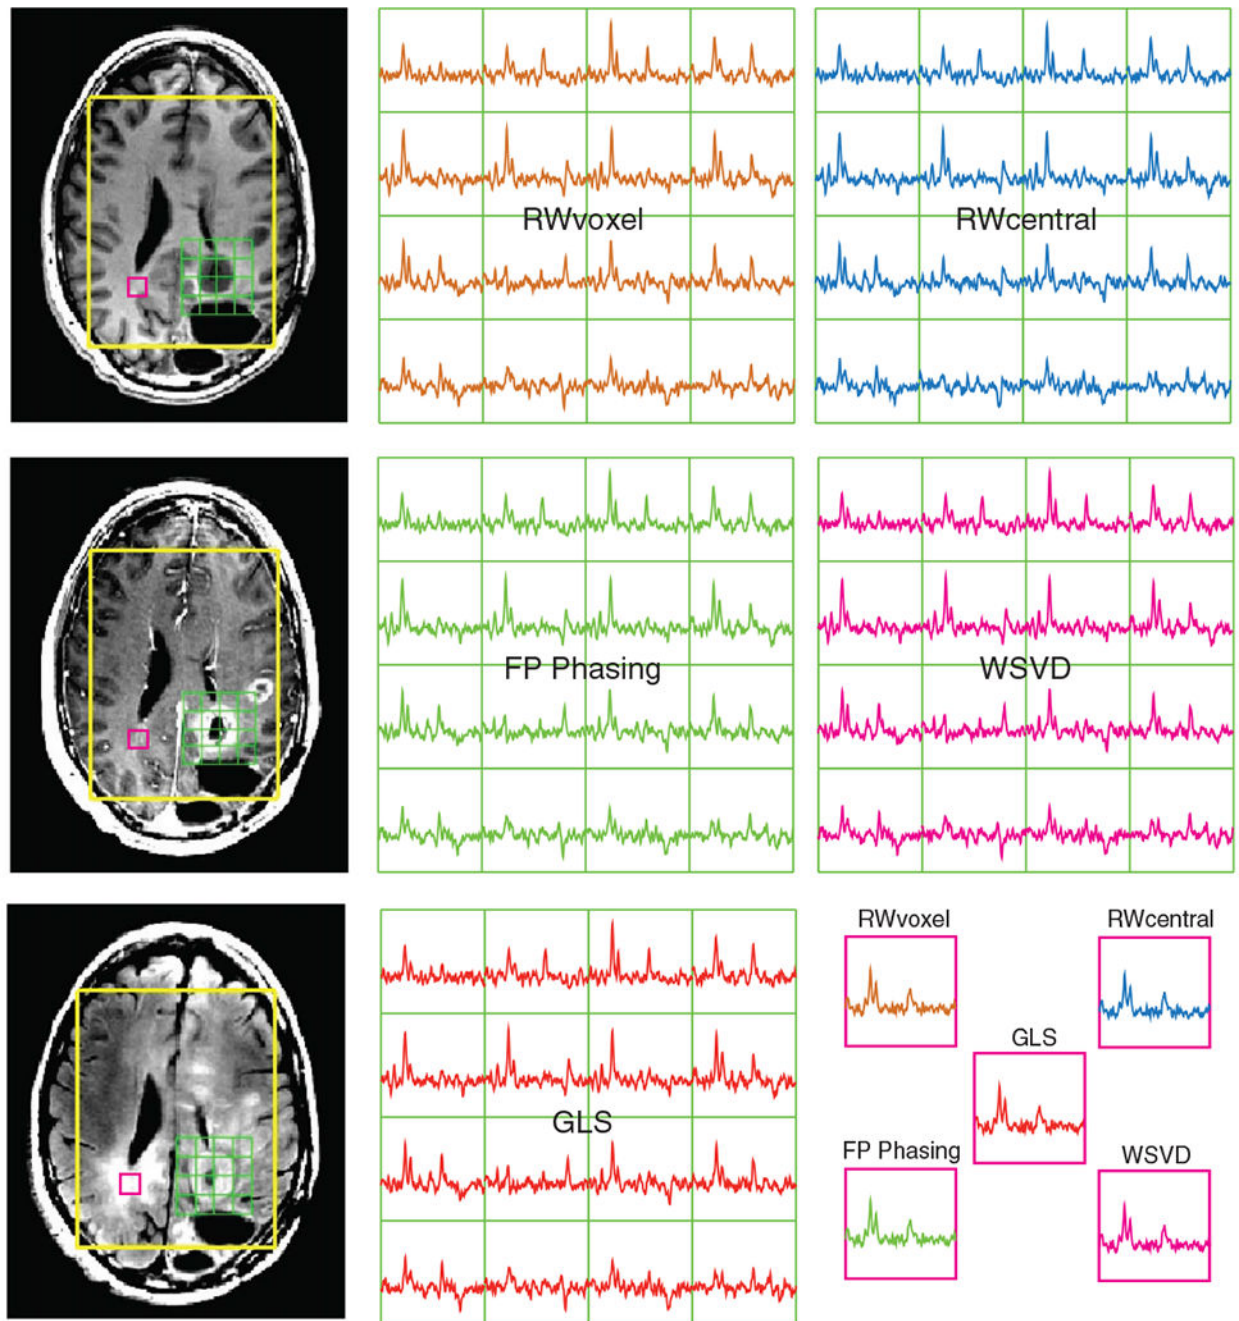 RWvoxel
RWcentral
FP Phasing
WSVD
GLS
RWvoxel
RWcentral
GLS
FP Phasing
WSVD